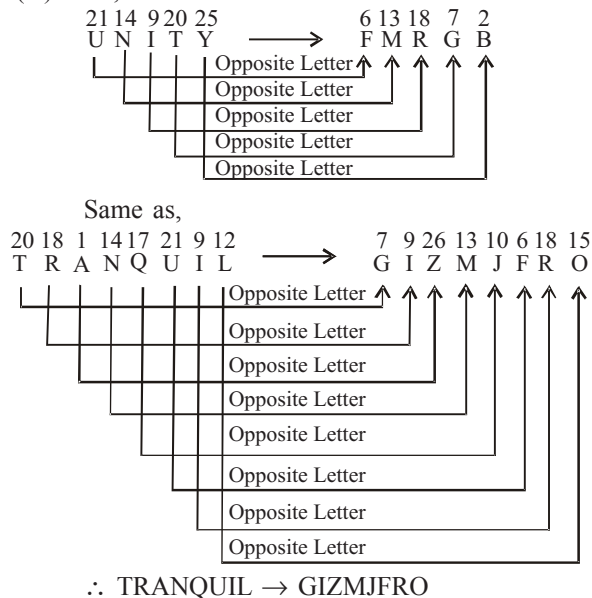 21 14 9 20 25 6 13 18 7 2
U N I T Y F M R G B
Opposite Letter
Opposite Letter
Opposite Letter
Opposite Letter
Opposite Letter
Same as,
20 18 1 14 17 21 9 12 7 9 26 13 10 6 18 15
T R A N Q U I L G I Z M J F R O
Opposite Letter
Opposite Letter
Opposite Letter
Opposite Letter
Opposite Letter
Opposite Letter
Opposite Letter
Opposite Letter
∴ TRANQUIL → GIZMJFRO